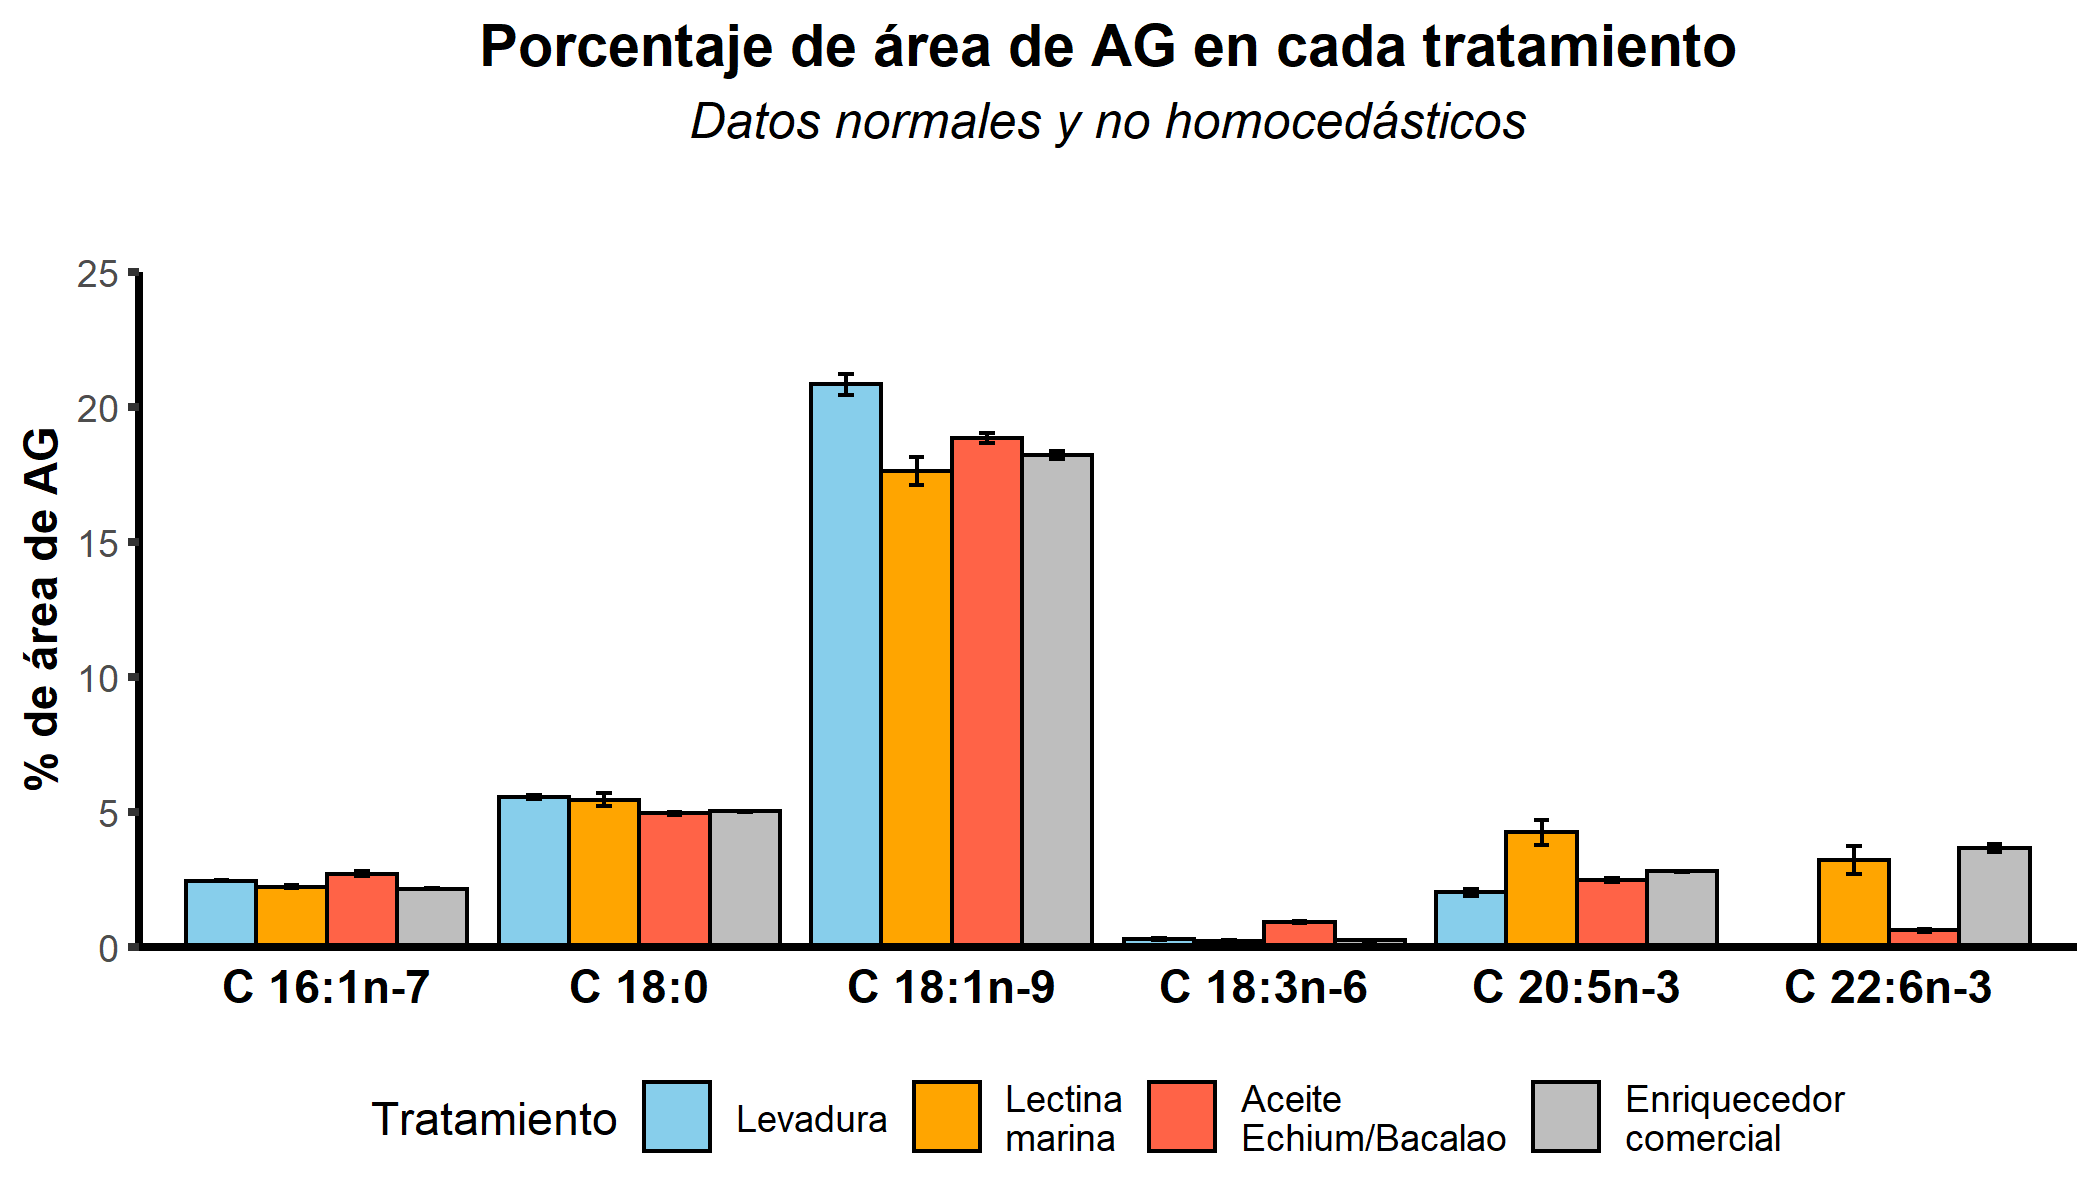 Porcentaje de área de AG en cada tratamiento
Datos normales y no homocedásticos
% de área de AG
25
20
15
10
5
0
C 16:1n-7
C 18:0
C 18:1n-9
C 18:3n-6
C 20:5n-3
C 22:6n-3
Tratamiento
Levadura
Lectina
marina
Aceite
Echium/Bacalao
Enriquecedor
comercial